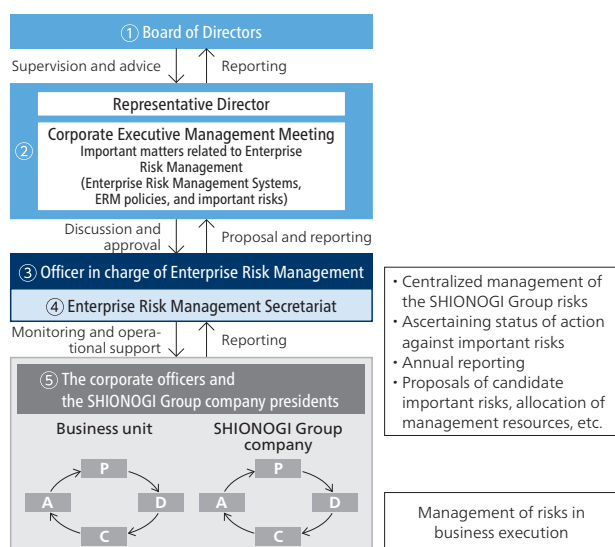 ① Board of Directors
Supervision and advice
Reporting
Representative Director
②
Corporate Executive Management Meeting
Important matters related to Enterprise
Risk Management
(Enterprise Risk Management Systems,
ERM policies, and important risks)
Discussion and
approval
Proposal and reporting
③ Officer in charge of Enterprise Risk Management
④ Enterprise Risk Management Secretariat
• Centralized management of
the SHIONOGI Group risks
• Ascertaining status of action
against important risks
• Annual reporting
• Proposals of candidate
important risks, allocation of
management resources, etc.
Monitoring and opera-
tional support
Reporting
⑤ The corporate officers and
the SHIONOGI Group company presidents
Business unit
P
A
D
C
SHIONOGI Group
company
P
A
D
C
Management of risks in
business execution